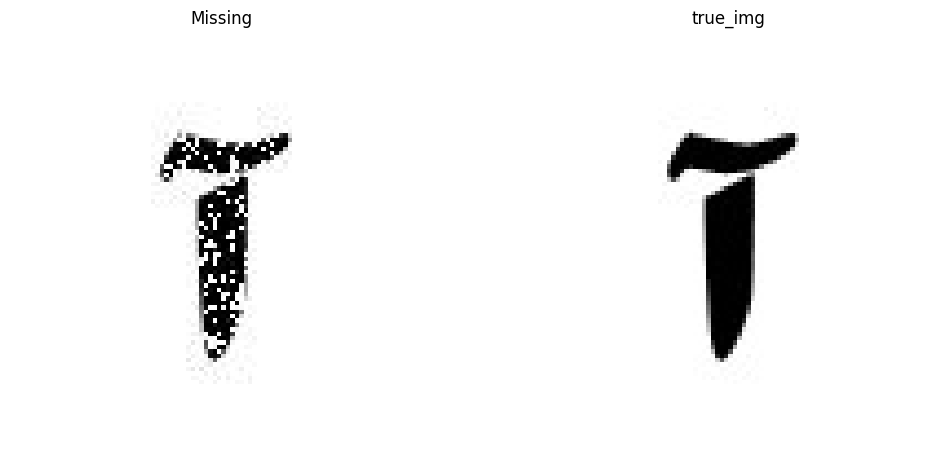 Missing true_img
آ آ